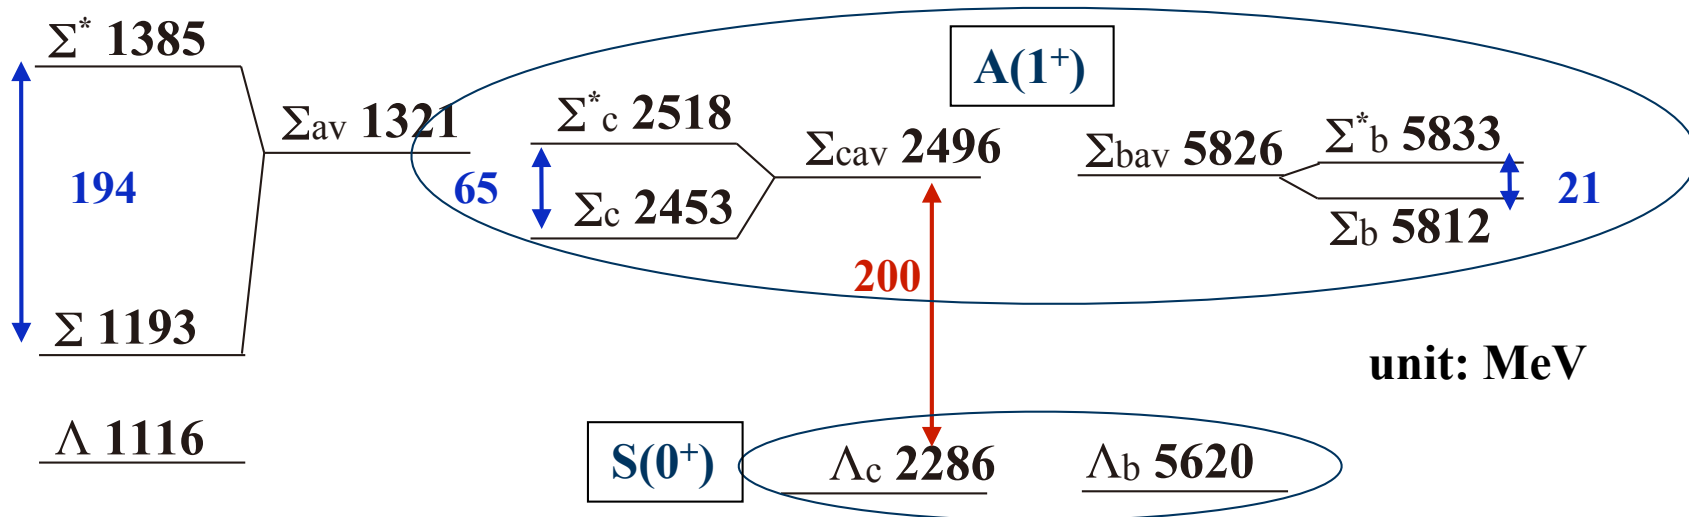 Σ* 1385
A(1⁺)
Σav 1321
Σ*c 2518
Σcav 2496
Σbav 5826
Σ*b 5833
194
65
Σc 2453
21
Σb 5812
200
Σ 1193
unit: MeV
Λ 1116
S(0⁺)
Λc 2286
Λb 5620